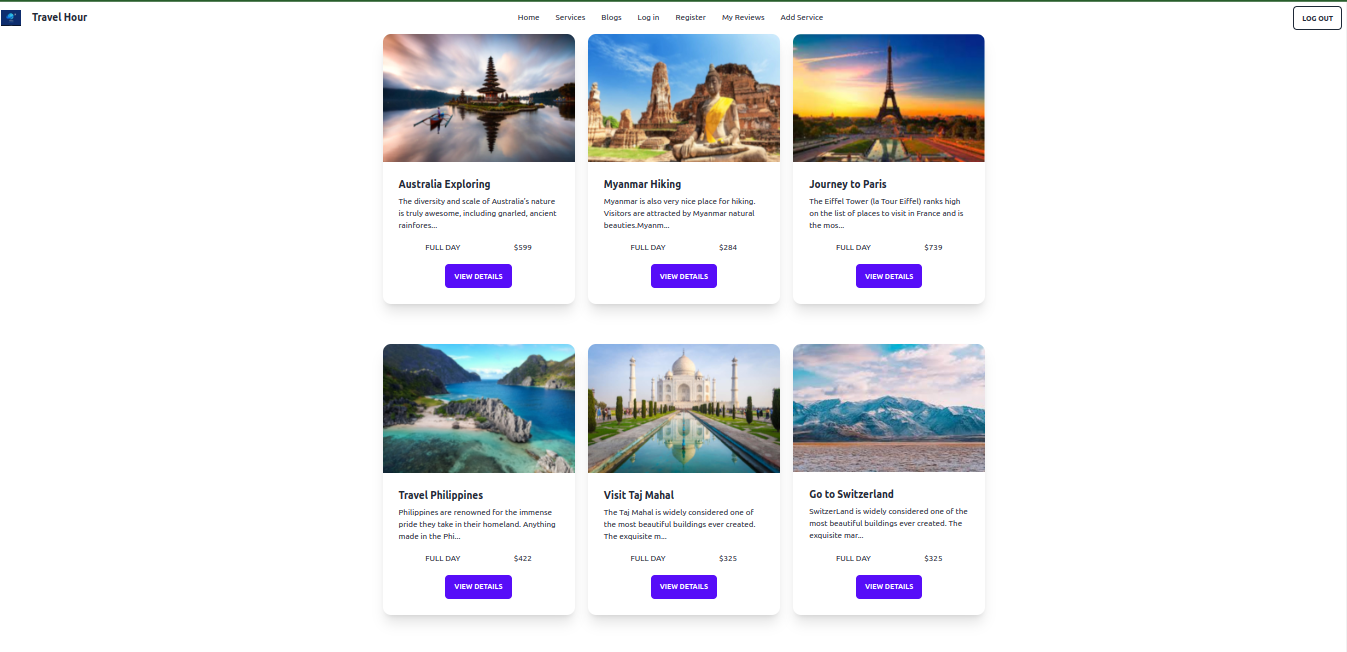 Travel Hour
Home Services Blogs Log in Register My Reviews Add Service
LOG OUT
Australia Exploring
The diversity and scale of Australia's nature
is truly awesome, including gnarled, ancient
rainfores...
FULL DAY $599
VIEW DETAILS
Myanmar Hiking
Myanmar is also very nice place for hiking.
Visitors are attracted by Myanmar natural
beauties.Myanm...
FULL DAY $284
VIEW DETAILS
Journey to Paris
The Eiffel Tower (la Tour Eiffel) ranks high
on the list of places to visit in France and is
the mos...
FULL DAY $739
VIEW DETAILS
Travel Philippines
Philippines are renowned for the immense
pride they take in their homeland. Anything
made in the Phi...
FULL DAY $422
VIEW DETAILS
Visit Taj Mahal
The Taj Mahal is widely considered one of
the most beautiful buildings ever created.
The exquisite m...
FULL DAY $325
VIEW DETAILS
Go to Switzerland
SwitzerLand is widely considered one of the
most beautiful buildings ever created. The
exquisite mar...
FULL DAY $325
VIEW DETAILS